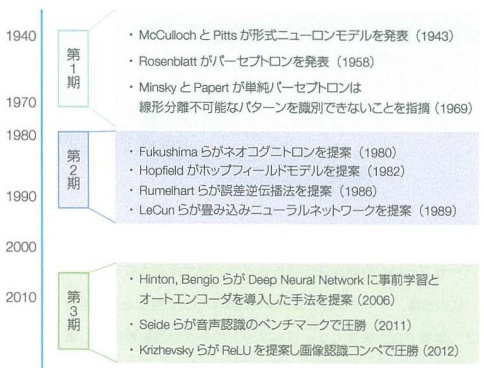 1940
1970
1980
1990
2000
2010
第1期
・McCulloch と Pitts が形式ニューロンモデルを発表（1943）
・Rosenblatt がパーセプトロンを発表（1958）
・Minsky と Papert が単純パーセプトロンは
線形分離不可能なパターンを識別できないことを指摘（1969）
第2期
・Fukushima らがネオコグニトロンを提案（1980）
・Hopfield がホップフィールドモデルを提案（1982）
・Rumelhart らが誤差逆伝播法を提案（1986）
・LeCun らが畳み込みニューラルネットワークを提案（1989）
第3期
・Hinton, Bengio らが Deep Neural Network に事前学習と
オートエンコーダを導入した手法を提案（2006）
・Seide らが音声認識のベンチマークで圧勝（2011）
・Krizhevsky らが ReLU を提案し画像認識コンペで圧勝（2012）